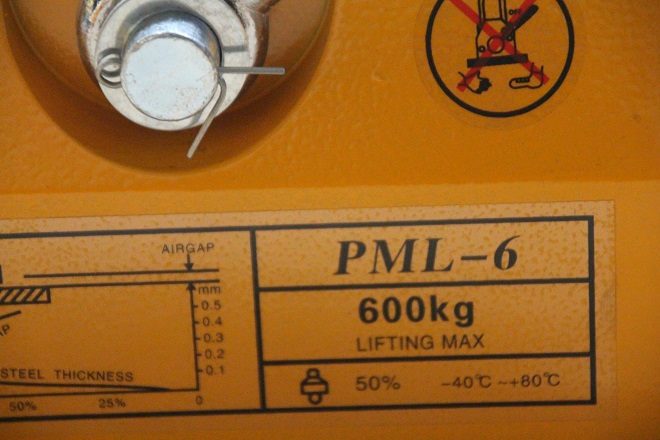 OFF
AIRGAP
mm
0.5
0.4
0.3
0.2
0.1
STEEL THICKNESS
50% 25% 0
PML-6
600kg
LIFTING MAX
50% -40℃ ~+80℃